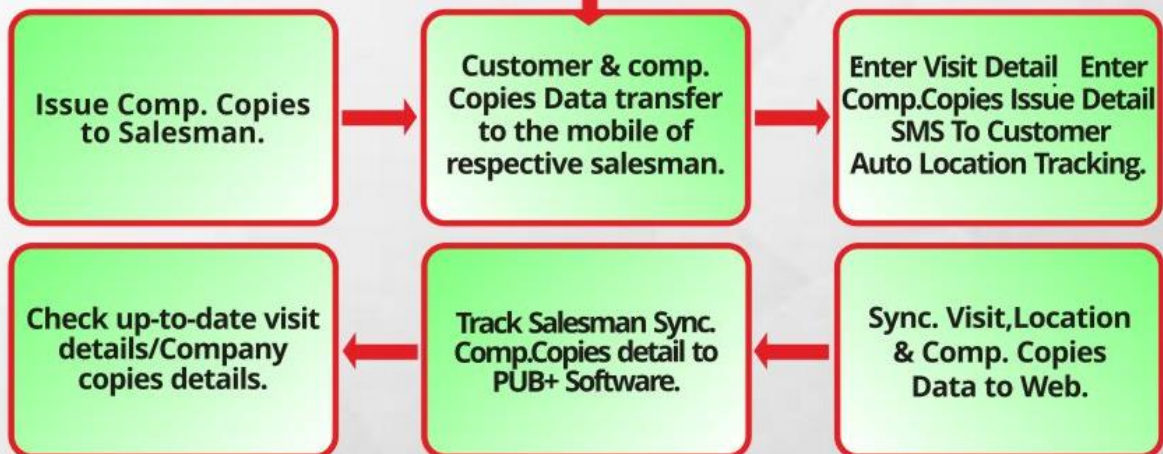 Issue Comp. Copies
to Salesman.
Customer & comp.
Copies Data transfer
to the mobile of
respective salesman.
Enter Visit Detail Enter
Comp.Copies Issue Detail
SMS To Customer
Auto Location Tracking.
Check up-to-date visit
details/Company
copies details.
Track Salesman Sync.
Comp.Copies detail to
PUB+ Software.
Sync. Visit,Location
& Comp. Copies
Data to Web.